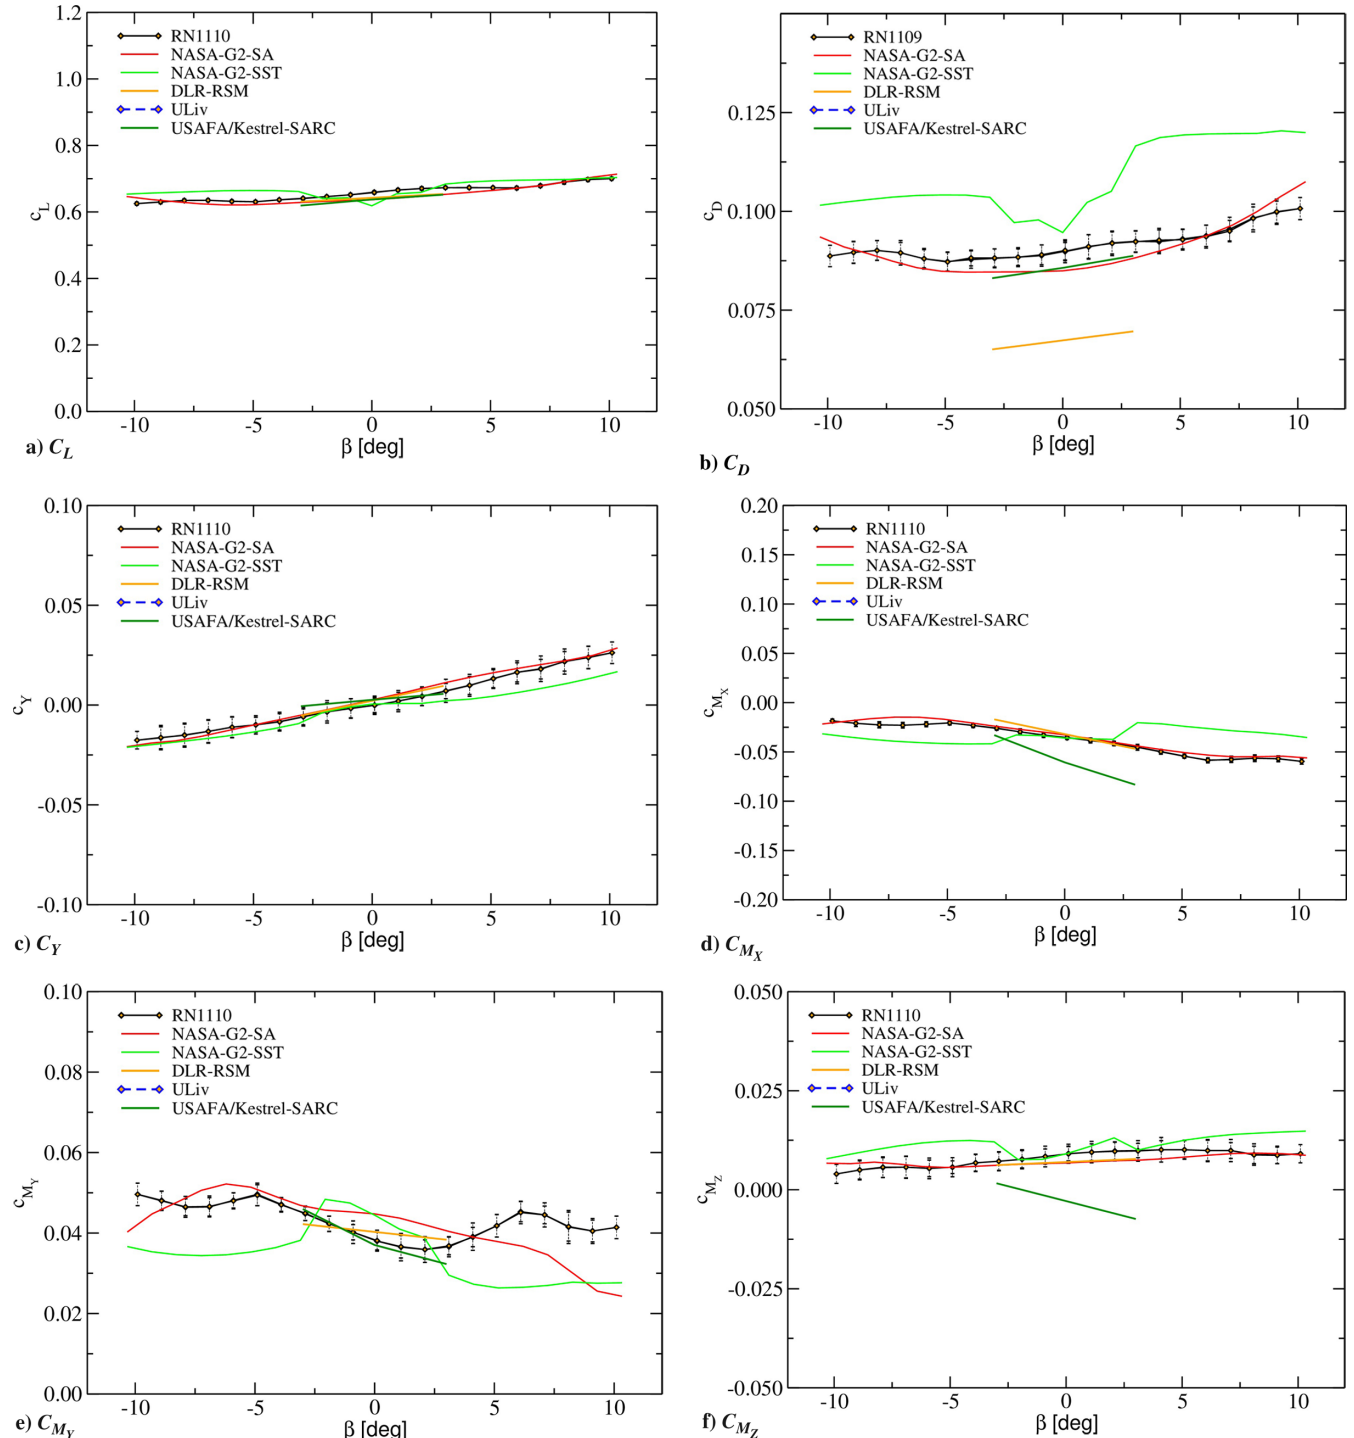 1.2
1.0
0.8
0.6
0.4
0.2
0.0
c_L
RN1110
NASA-G2-SA
NASA-G2-SST
DLR-RSM
ULiv
USAFA/Kestrel-SARC
-10 -5 0 5 10
β [deg]
a) C_L
0.125
0.100
0.075
0.050
c_D
RN1109
NASA-G2-SA
NASA-G2-SST
DLR-RSM
ULiv
USAFA/Kestrel-SARC
-10 -5 0 5 10
β [deg]
b) C_D
0.10
0.05
0.00
-0.05
-0.10
c_Y
RN1110
NASA-G2-SA
NASA-G2-SST
DLR-RSM
ULiv
USAFA/Kestrel-SARC
-10 -5 0 5 10
β [deg]
c) C_Y
0.20
0.15
0.10
0.05
0.00
-0.05
-0.10
-0.15
-0.20
c_M_X
RN1110
NASA-G2-SA
NASA-G2-SST
DLR-RSM
ULiv
USAFA/Kestrel-SARC
-10 -5 0 5 10
β [deg]
d) C_M_X
0.10
0.08
0.06
0.04
0.02
0.00
c_M_Y
RN1110
NASA-G2-SA
NASA-G2-SST
DLR-RSM
ULiv
USAFA/Kestrel-SARC
-10 -5 0 5 10
β [deg]
e) C_M_Y
0.050
0.025
0.000
-0.025
-0.050
c_M_Z
RN1110
NASA-G2-SA
NASA-G2-SST
DLR-RSM
ULiv
USAFA/Kestrel-SARC
-10 -5 0 5 10
β [deg]
f) C_M_Z